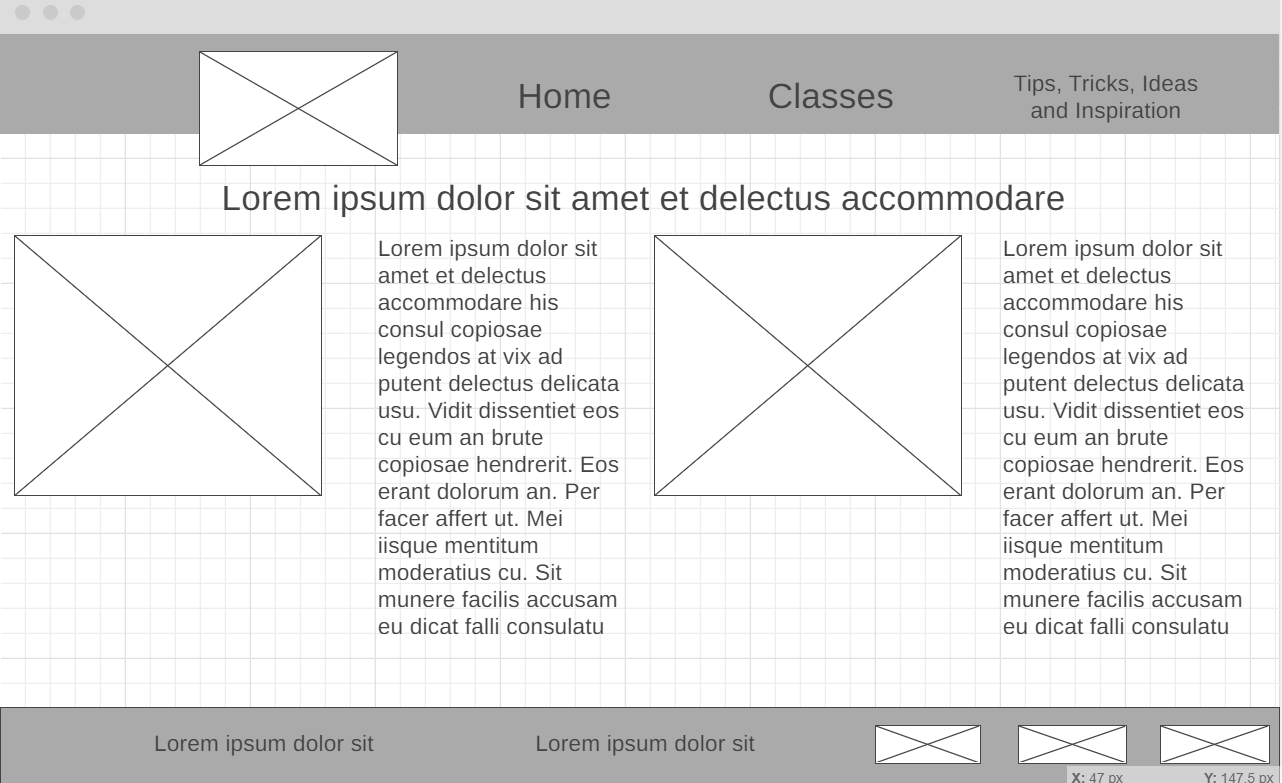 Home
Classes
Tips, Tricks, Ideas
and Inspiration
Lorem ipsum dolor sit amet et delectus accommodare
Lorem ipsum dolor sit
amet et delectus
accommodare his
consul copiosae
legendos at vix ad
putent delectus delicata
usu. Vidit dissentiet eos
cu eum an brute
copiosae hendrerit. Eos
erant dolorum an. Per
facer affert ut. Mei
iisque mentitum
moderatius cu. Sit
munere facilis accusam
eu dicat falli consulatu
Lorem ipsum dolor sit
amet et delectus
accommodare his
consul copiosae
legendos at vix ad
putent delectus delicata
usu. Vidit dissentiet eos
cu eum an brute
copiosae hendrerit. Eos
erant dolorum an. Per
facer affert ut. Mei
iisque mentitum
moderatius cu. Sit
munere facilis accusam
eu dicat falli consulatu
Lorem ipsum dolor sit
Lorem ipsum dolor sit
X: 47 px Y: 147.5 px